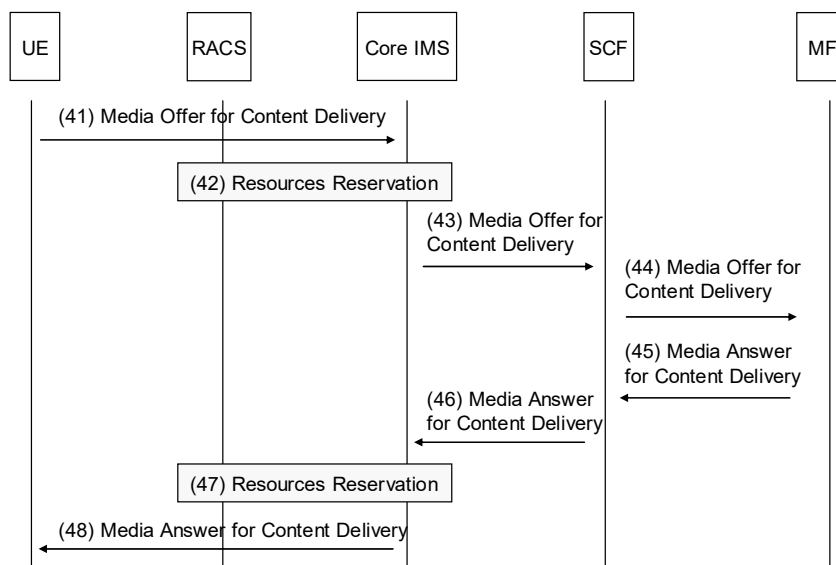 UE
RACS
Core IMS
SCF
MF
(41) Media Offer for Content Delivery
(42) Resources Reservation
(43) Media Offer for
Content Delivery
(44) Media Offer for
Content Delivery
(45) Media Answer
for Content Delivery
(46) Media Answer
for Content Delivery
(47) Resources Reservation
(48) Media Answer for Content Delivery